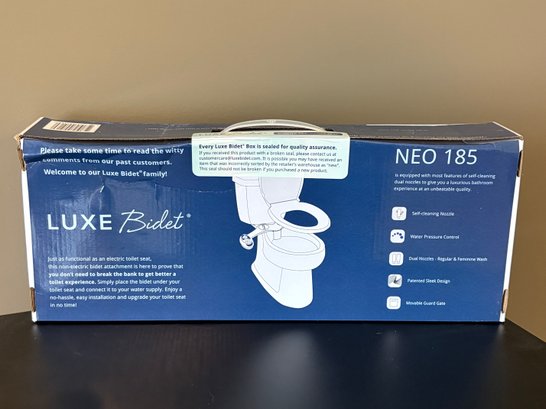 Please take some time to read the witty
comments from our past customers.
Welcome to our Luxe Bidet® family!
LUXE Bidet®
Just as functional as an electric toilet seat,
this non-electric bidet attachment is here to prove that
you don't need to break the bank to get better a
toilet experience. Simply place the bidet under your
toilet seat and connect it to your water supply. Enjoy a
no-hassle, easy installation and upgrade your toilet seat
in no time!
Every Luxe Bidet® Box is sealed for quality assurance.
If you received this product with a broken seal, please contact us at
customercare@luxebidet.com. It is possible you may have received an
item that was incorrectly sorted by the retailer's warehouse as "new".
This seal should not be broken if you purchased a new product.
NEO 185
is equipped with most features of self-cleaning
dual nozzles to give you a luxurious bathroom
experience at an unbeatable quality.
Self-cleaning Nozzle
Water Pressure Control
Dual Nozzles - Regular & Feminine Wash
Patented Sleek Design
Movable Guard Gate